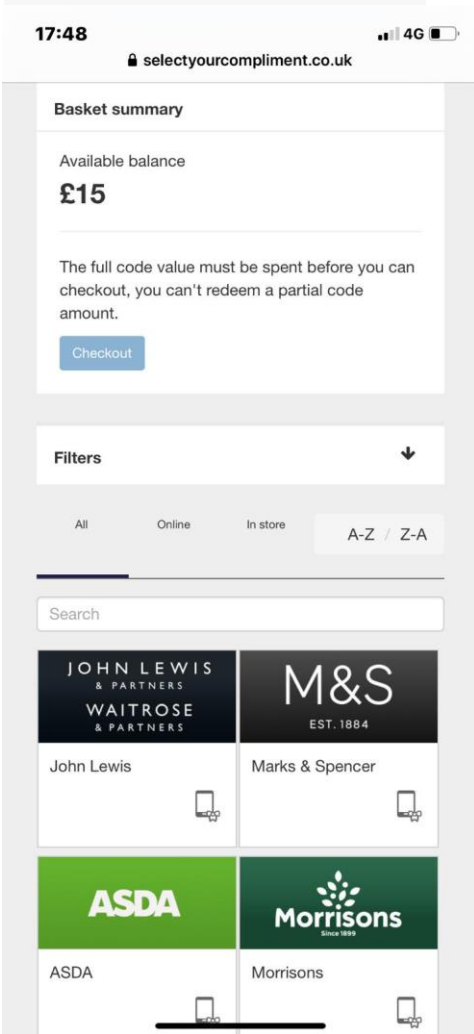 17:48
4G
selectyourcompliment.co.uk
Basket summary
Available balance
£15
The full code value must be spent before you can
checkout, you can't redeem a partial code
amount.
Checkout
Filters
All Online In store A-Z / Z-A
Search
JOHN LEWIS
& PARTNERS
WAITROSE
& PARTNERS
M&S
EST. 1884
John Lewis
Marks & Spencer
ASDA
Morrisons
Since 1899
ASDA
Morrisons